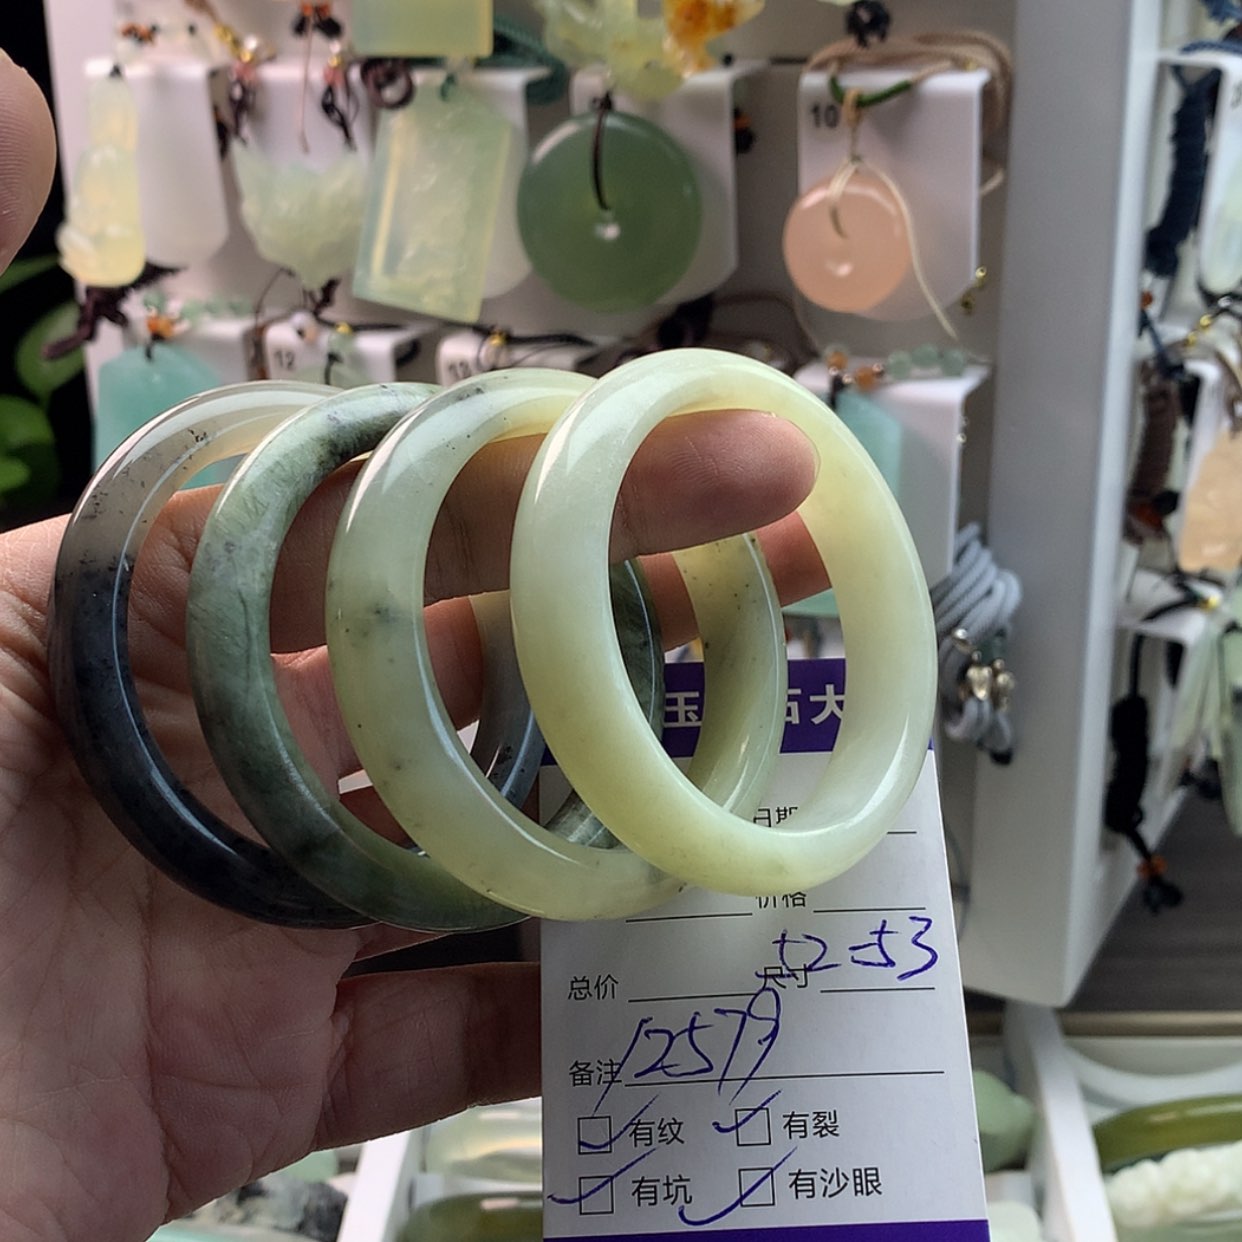 10
12
玉 石大
日期
价格
总价 尺寸 52-53
备注 12579
有纹 有裂
有坑 有沙眼